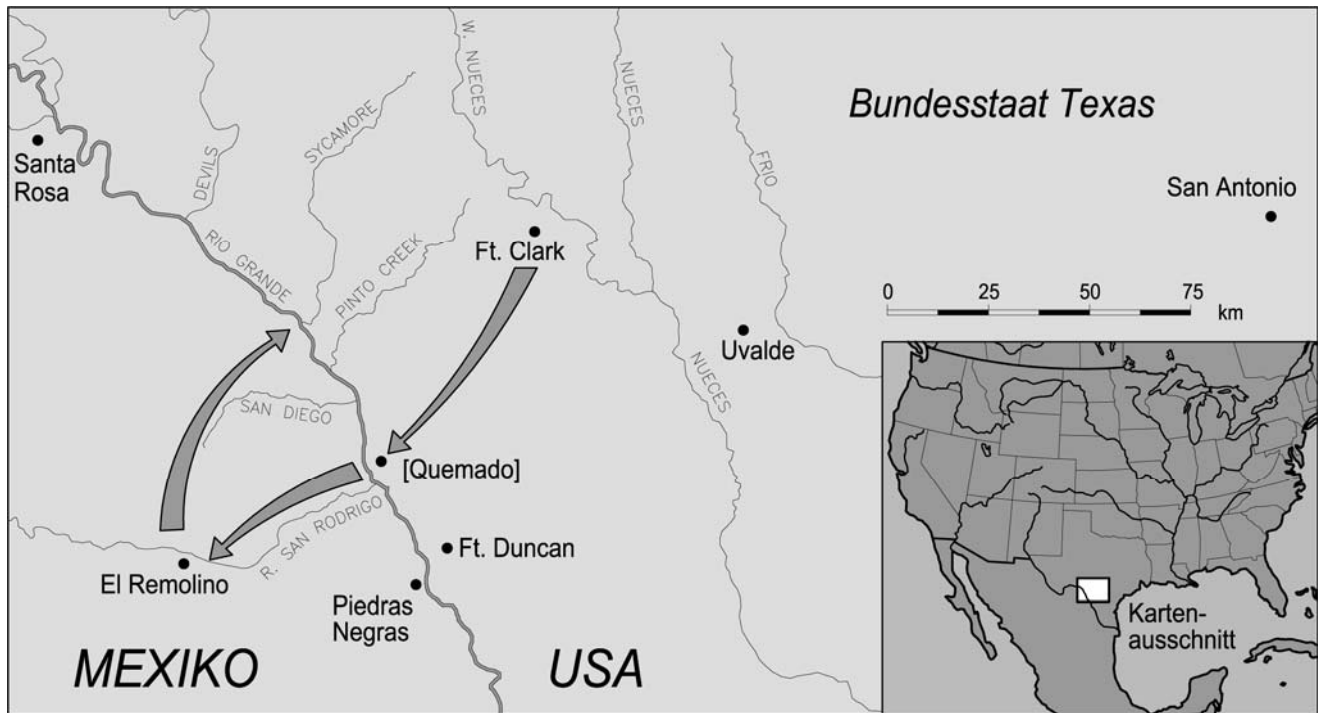 W. NUECES
NUECES
Bundesstaat Texas
SYCAMORE
FRIO
Santa
Rosa
DEVILS
San Antonio
RIO GRANDE
PINTO CREEK
Ft. Clark
0 25 50 75
km
Uvalde
NUECES
SAN DIEGO
[Quemado]
R. SAN RODRIGO
Ft. Duncan
El Remolino
Piedras
Negras
Karten-
ausschnitt
MEXIKO
USA